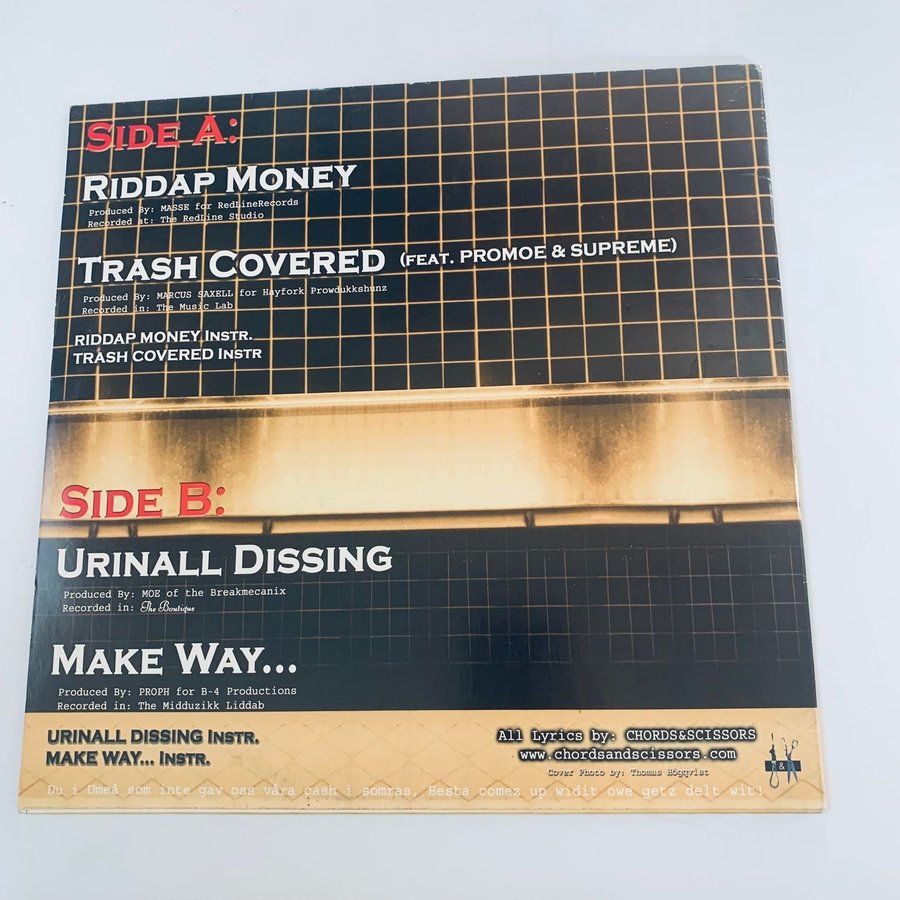 SIDE A:
RIDDAP MONEY
Produced By: MASSE for RedLineRecords
Recorded at: The RedLine Studio
TRASH COVERED (FEAT. PROMOE & SUPREME)
Produced By: MARCUS SAXELL for Hayfork Prowdukkshunz
Recorded in: The Music Lab
RIDDAP MONEY INSTR.
TRASH COVERED INSTR
SIDE B:
URINALL DISSING
Produced By: MOE of the Breakmecanix
Recorded in: The Boutique
MAKE WAY...
Produced By: PROPH for B-4 Productions
Recorded in: The Midduzikk Liddab
URINALL DISSING INSTR.
MAKE WAY... INSTR.
All Lyrics by: CHORDS&SCISSORS
www.chordsandscissors.com
Cover Photo by: Thomas Högqvist
&
Du i Umeå som inte gav oss våra cash i somras, Besta comez up widit owe getz delt wit!